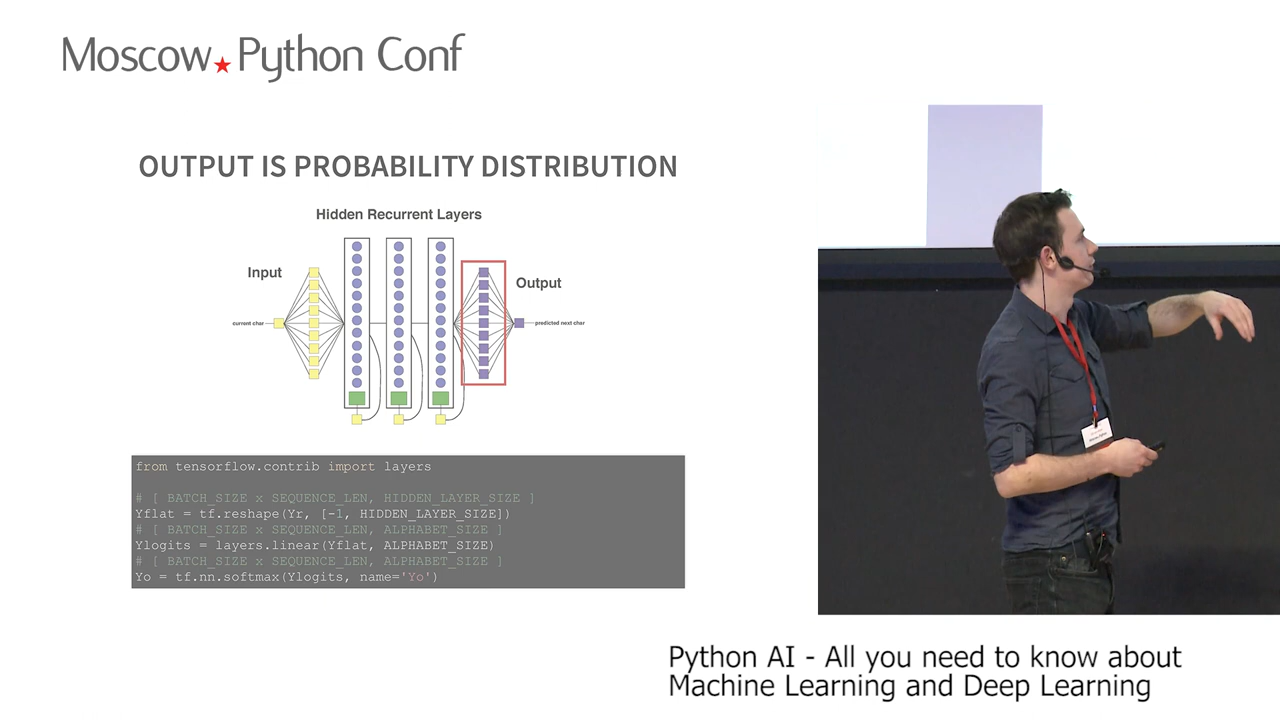 Moscow Python Conf
OUTPUT IS PROBABILITY DISTRIBUTION
Hidden Recurrent Layers
Input
Output
current char
predicted next char
from tensorflow.contrib import layers
# [ BATCH_SIZE x SEQUENCE_LEN, HIDDEN_LAYER_SIZE ]
Yflat = tf.reshape(Yr, [-1, HIDDEN_LAYER_SIZE])
# [ BATCH_SIZE x SEQUENCE_LEN, ALPHABET_SIZE ]
Ylogits = layers.linear(Yflat, ALPHABET_SIZE)
# [ BATCH_SIZE x SEQUENCE_LEN, ALPHABET_SIZE ]
Yo = tf.nn.softmax(Ylogits, name='Yo')
Python AI - All you need to know about
Machine Learning and Deep Learning